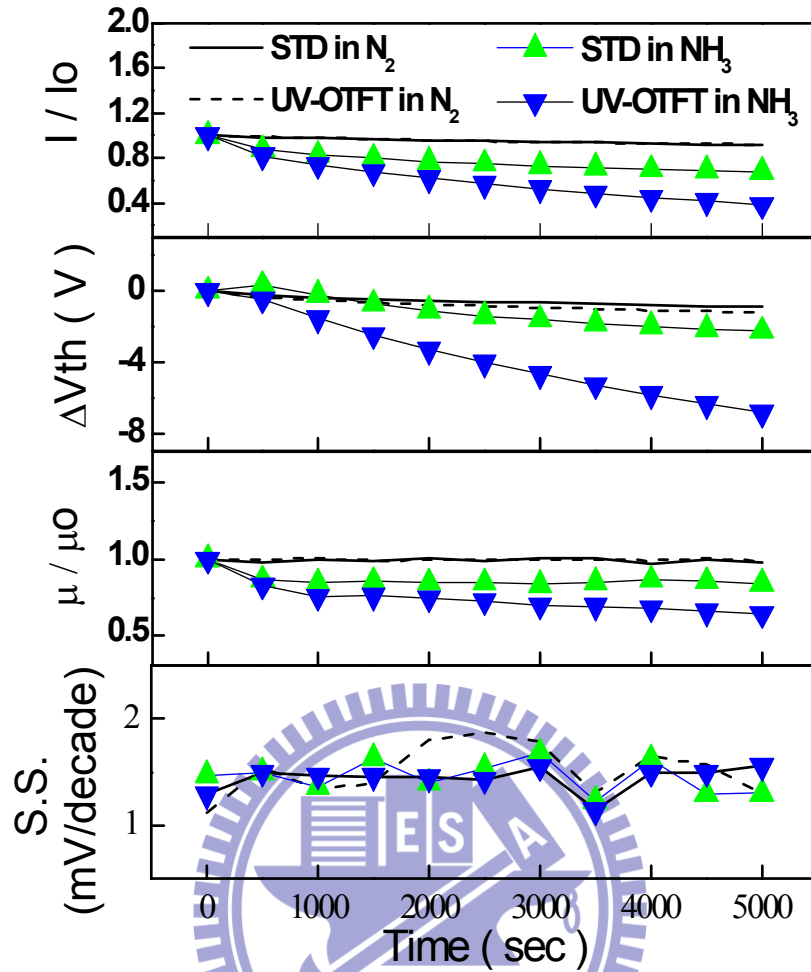 2.0
1.6
1.2
0.8
0.4
I / Io
STD in N2
STD in NH3
UV-OTFT in N2
UV-OTFT in NH3
0
-4
-8
ΔVth ( V )
1.5
1.0
0.5
μ / μo
2
1
S.S.
(mV/decade)
E S A
0 1000 2000 3000 4000 5000
Time ( sec )